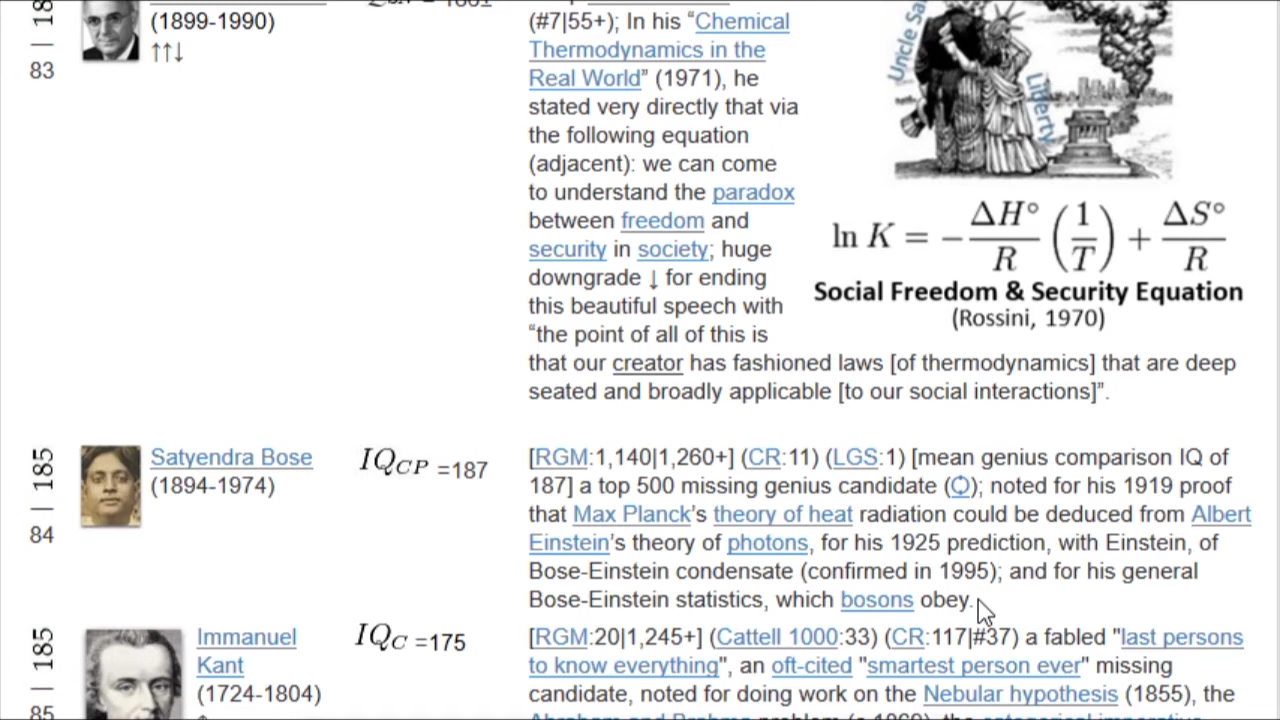 18
83
(1899-1990)
↑↑↓
(#7|55+); In his “Chemical
Thermodynamics in the
Real World” (1971), he
stated very directly that via
the following equation
(adjacent): we can come
to understand the paradox
between freedom and
security in society; huge
downgrade ↓ for ending
this beautiful speech with
“the point of all of this is
that our creator has fashioned laws [of thermodynamics] that are deep
seated and broadly applicable [to our social interactions]”.
Uncle Sa
Liberty
ln K = −ΔH°/R (1/T) + ΔS°/R
Social Freedom & Security Equation
(Rossini, 1970)
185 |
84
Satyendra Bose
(1894-1974)
IQ_CP =187
[RGM:1,140|1,260+] (CR:11) (LGS:1) [mean genius comparison IQ of
187] a top 500 missing genius candidate (Ω); noted for his 1919 proof
that Max Planck’s theory of heat radiation could be deduced from Albert
Einstein’s theory of photons, for his 1925 prediction, with Einstein, of
Bose-Einstein condensate (confirmed in 1995); and for his general
Bose-Einstein statistics, which bosons obey.
185 |
85
Immanuel
Kant
(1724-1804)
IQ_C =175
[RGM:20|1,245+] (Cattell 1000:33) (CR:117|#37) a fabled "last persons
to know everything", an oft-cited "smartest person ever" missing
candidate, noted for doing work on the Nebular hypothesis (1855), the